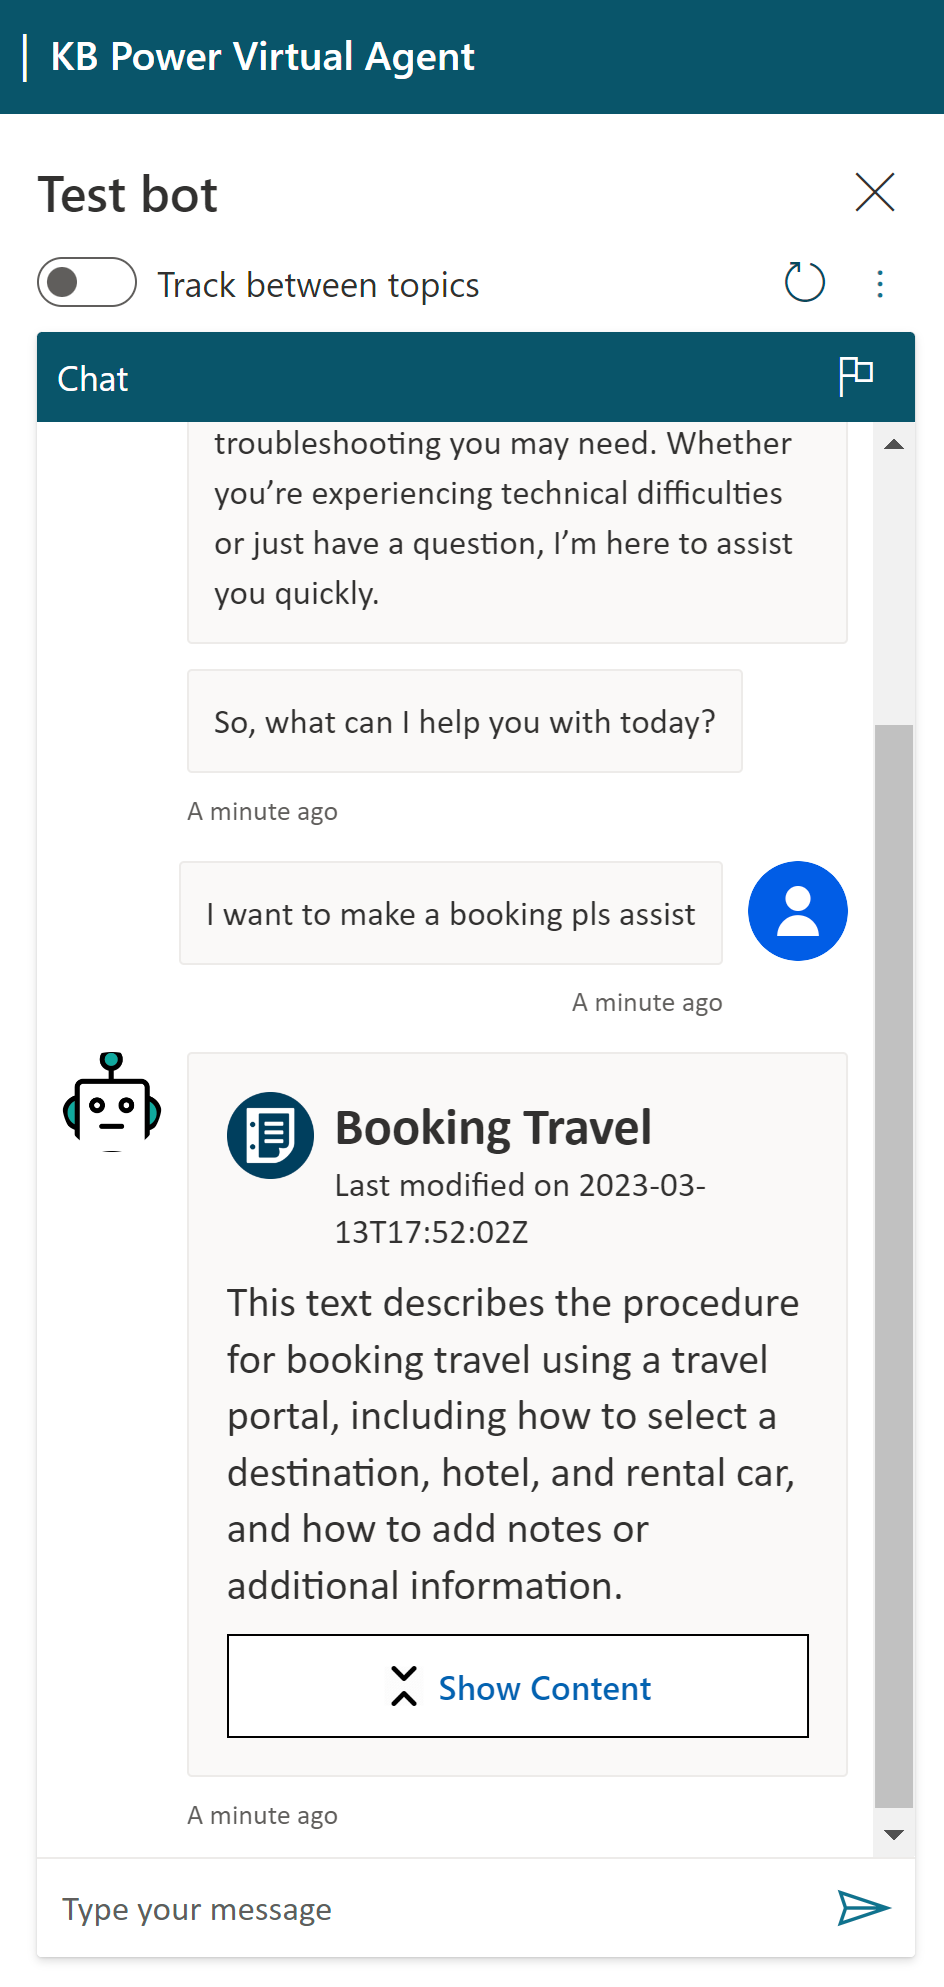 KB Power Virtual Agent
Test bot
Track between topics
Chat
troubleshooting you may need. Whether
you’re experiencing technical difficulties
or just have a question, I’m here to assist
you quickly.
So, what can I help you with today?
A minute ago
I want to make a booking pls assist
A minute ago
Booking Travel
Last modified on 2023-03-
13T17:52:02Z
This text describes the procedure
for booking travel using a travel
portal, including how to select a
destination, hotel, and rental car,
and how to add notes or
additional information.
Show Content
A minute ago
Type your message